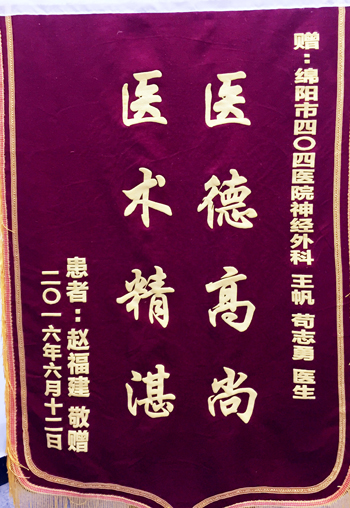 赠：绵阳市四〇四医院神经外科 王帆 苟志勇 医生
医德高尚
医术精湛
患者：赵福建 敬赠
二〇一六年六月十二日